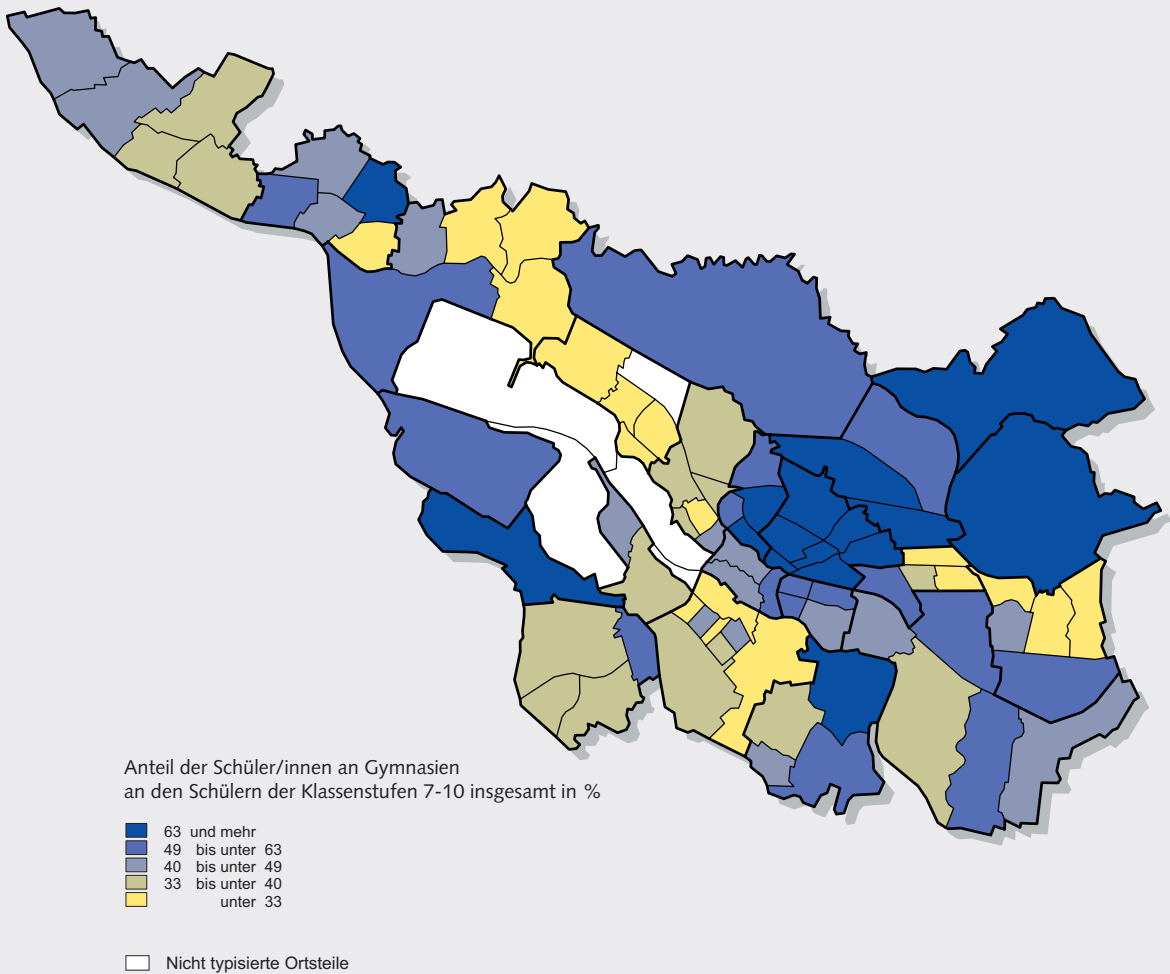 Anteil der Schüler/innen an Gymnasien
an den Schülern der Klassenstufen 7-10 insgesamt in %
63 und mehr
49 bis unter 63
40 bis unter 49
33 bis unter 40
unter 33
Nicht typisierte Ortsteile